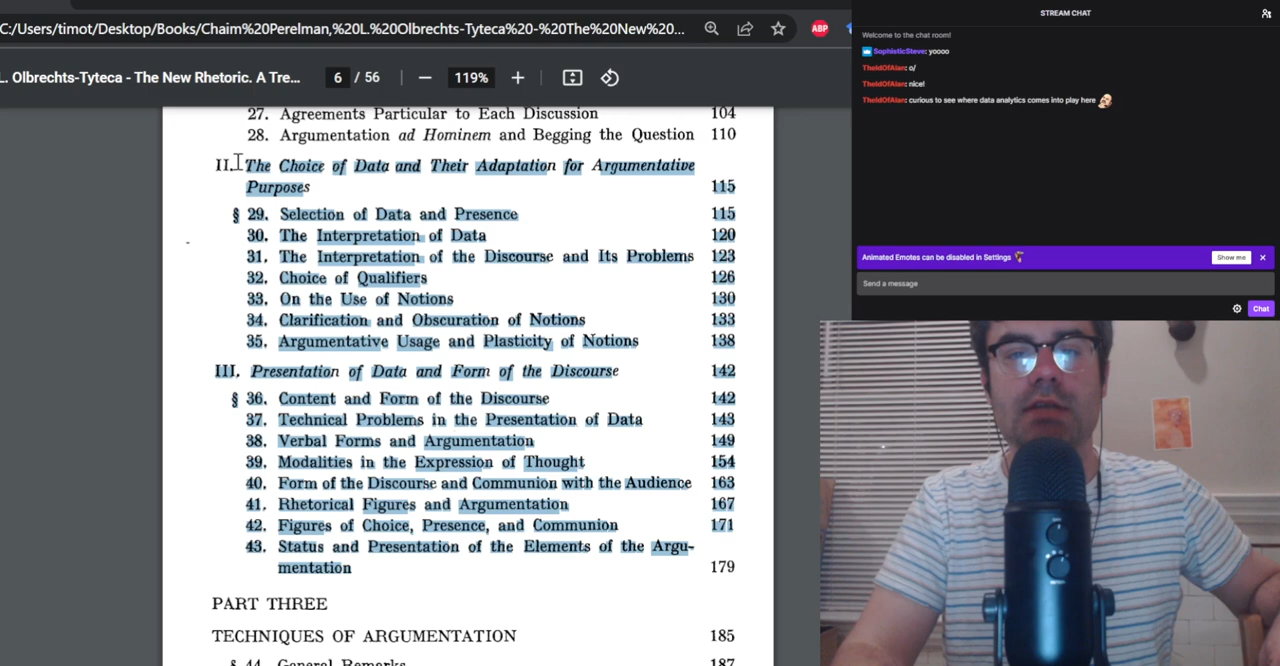 C:/Users/timot/Desktop/Books/Chaim%20Perelman,%20L.%20Olbrechts-Tyteca%20-%20The%20New%20...
ABP
L. Olbrechts-Tyteca - The New Rhetoric. A Tre...
6 / 56
119%
27. Agreements Particular to Each Discussion 104
28. Argumentation ad Hominem and Begging the Question 110
II. The Choice of Data and Their Adaptation for Argumentative
Purposes 115
§ 29. Selection of Data and Presence 115
30. The Interpretation of Data 120
31. The Interpretation of the Discourse and Its Problems 123
32. Choice of Qualifiers 126
33. On the Use of Notions 130
34. Clarification and Obscuration of Notions 133
35. Argumentative Usage and Plasticity of Notions 138
III. Presentation of Data and Form of the Discourse 142
§ 36. Content and Form of the Discourse 142
37. Technical Problems in the Presentation of Data 143
38. Verbal Forms and Argumentation 149
39. Modalities in the Expression of Thought 154
40. Form of the Discourse and Communion with the Audience 163
41. Rhetorical Figures and Argumentation 167
42. Figures of Choice, Presence, and Communion 171
43. Status and Presentation of the Elements of the Argu-
mentation 179
PART THREE
TECHNIQUES OF ARGUMENTATION 185
§ 44. General Remarks 187
STREAM CHAT
Welcome to the chat room!
SophisticSteve: yoooo
TheIdOfAlan: o/
TheIdOfAlan: nice!
TheIdOfAlan: curious to see where data analytics comes into play here
Animated Emotes can be disabled in Settings
Show me
Send a message
Chat